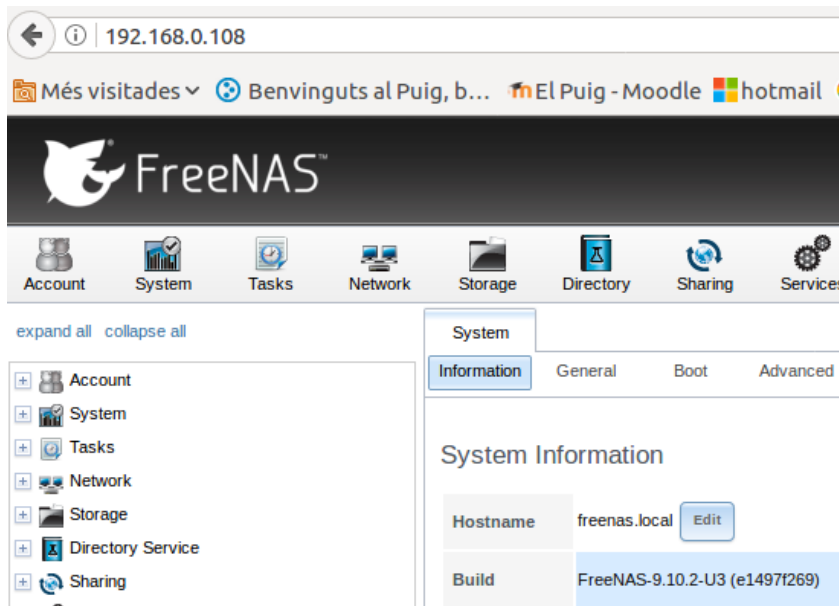 192.168.0.108
Més visitades Benvinguts al Puig, b... El Puig - Moodle hotmail
FreeNAS™
Account System Tasks Network Storage Directory Sharing Services
expand all collapse all
System
Information General Boot Advanced
Account
System
Tasks
Network
Storage
Directory Service
Sharing
System Information
Hostname freenas.local Edit
Build FreeNAS-9.10.2-U3 (e1497f269)